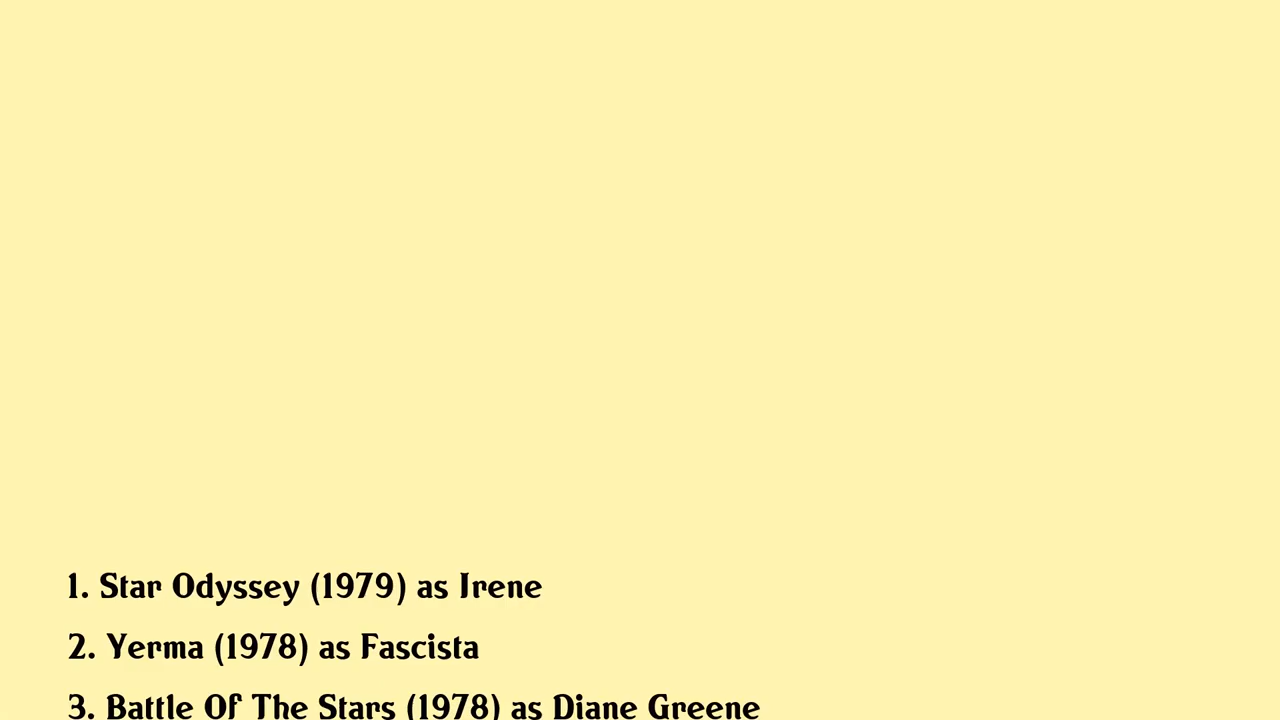 1. Star Odyssey (1979) as Irene
2. Yerma (1978) as Fascista
3. Battle Of The Stars (1978) as Diane Greene